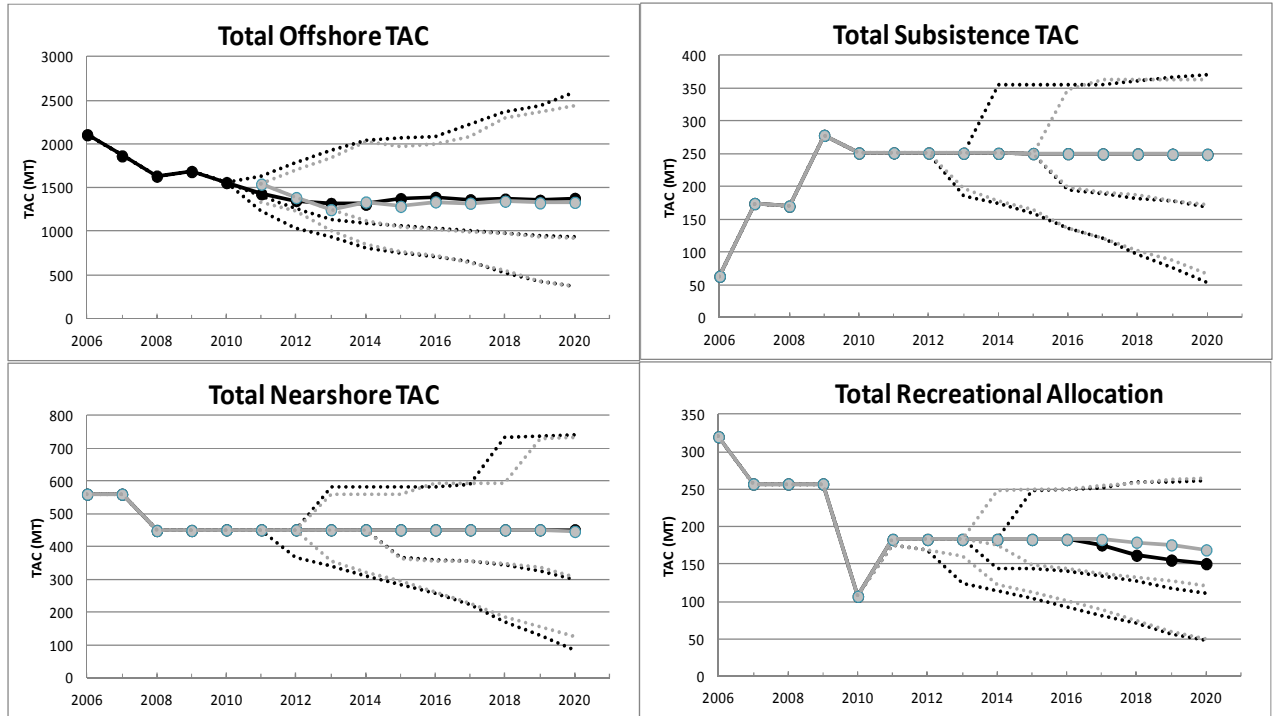 Total Offshore TAC
3000
2500
2000
1500
1000
500
0
TAC (MT)
2006 2008 2010 2012 2014 2016 2018 2020
Total Subsistence TAC
400
350
300
250
200
150
100
50
0
TAC (MT)
2006 2008 2010 2012 2014 2016 2018 2020
Total Nearshore TAC
800
700
600
500
400
300
200
100
0
TAC (MT)
2006 2008 2010 2012 2014 2016 2018 2020
Total Recreational Allocation
350
300
250
200
150
100
50
0
TAC (MT)
2006 2008 2010 2012 2014 2016 2018 2020